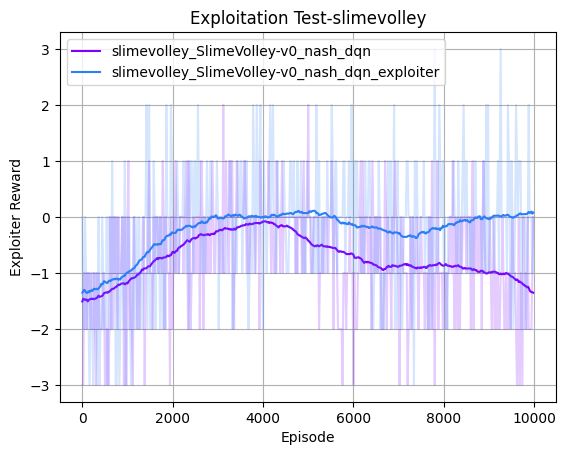 Exploitation Test-slimevolley
slimevolley_SlimeVolley-v0_nash_dqn
slimevolley_SlimeVolley-v0_nash_dqn_exploiter
Exploiter Reward
3
2
1
0
−1
−2
−3
0 2000 4000 6000 8000 10000
Episode